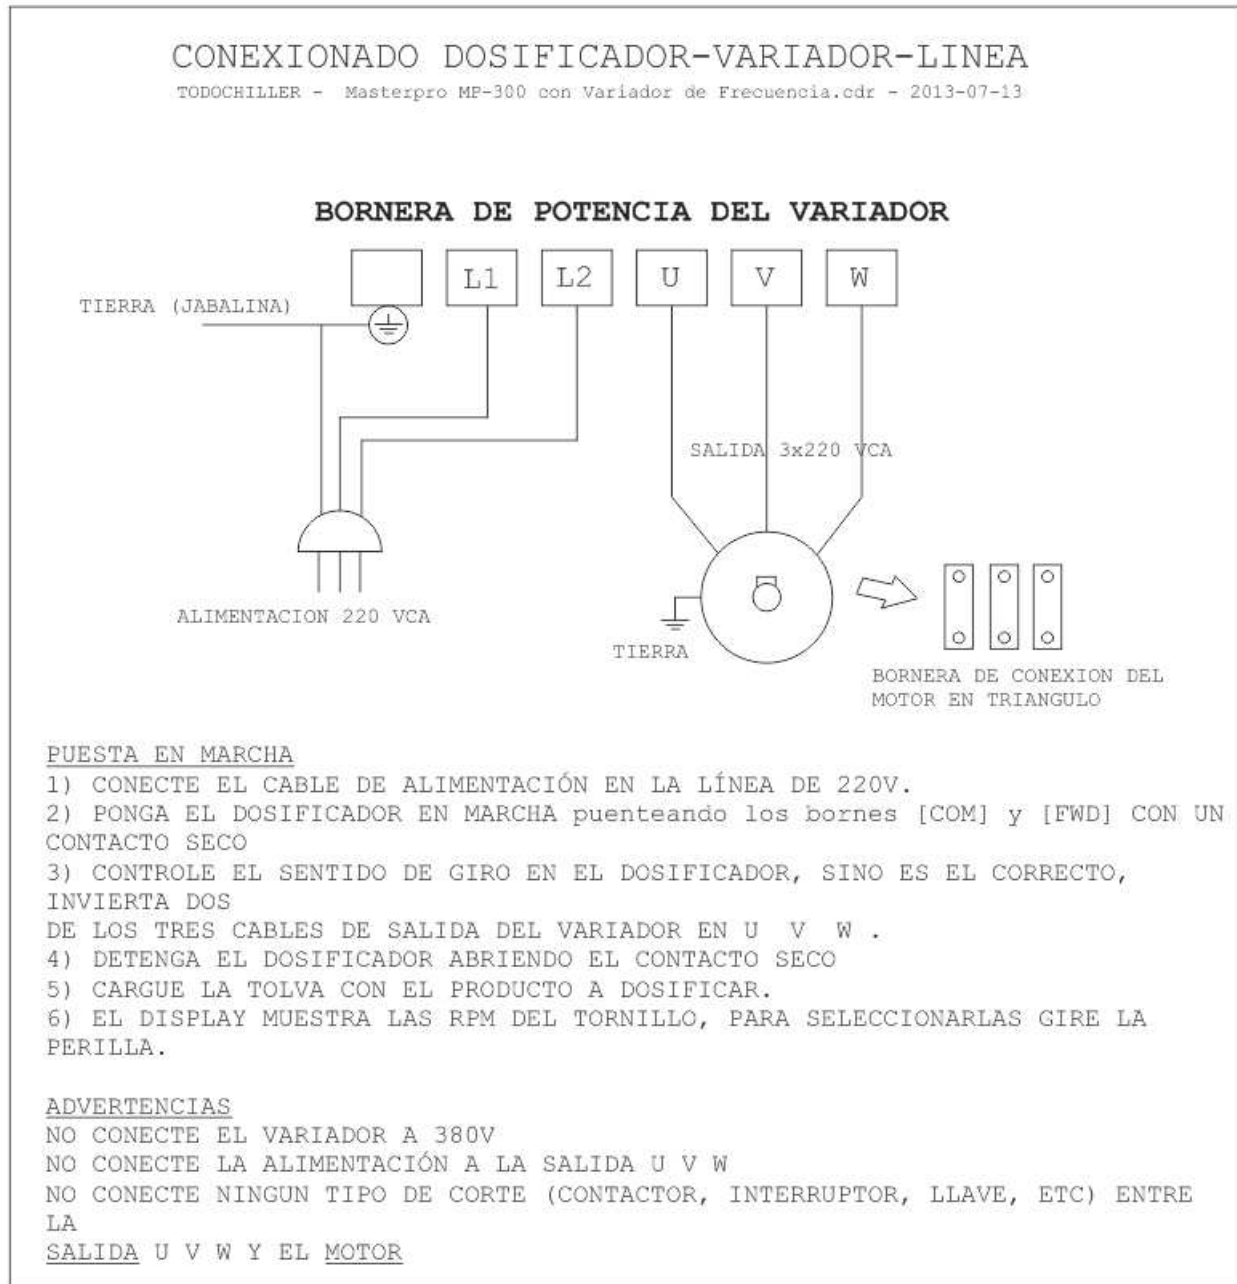 CONEXIONADO DOSIFICADOR-VARIADOR-LINEA
TODOCHILLER - Masterpro MP-300 con Variador de Frecuencia.cdr - 2013-07-13
BORNERA DE POTENCIA DEL VARIADOR
L1 L2 U V W
TIERRA (JABALINA)
SALIDA 3x220 VCA
ALIMENTACION 220 VCA
TIERRA
BORNERA DE CONEXION DEL
MOTOR EN TRIANGULO
PUESTA EN MARCHA
1) CONECTE EL CABLE DE ALIMENTACIÓN EN LA LÍNEA DE 220V.
2) PONGA EL DOSIFICADOR EN MARCHA puenteando los bornes [COM] y [FWD] CON UN
CONTACTO SECO
3) CONTROLE EL SENTIDO DE GIRO EN EL DOSIFICADOR, SINO ES EL CORRECTO,
INVIERTA DOS
DE LOS TRES CABLES DE SALIDA DEL VARIADOR EN U V W .
4) DETENGA EL DOSIFICADOR ABRIENDO EL CONTACTO SECO
5) CARGUE LA TOLVA CON EL PRODUCTO A DOSIFICAR.
6) EL DISPLAY MUESTRA LAS RPM DEL TORNILLO, PARA SELECCIONARLAS GIRE LA
PERILLA.
ADVERTENCIAS
NO CONECTE EL VARIADOR A 380V
NO CONECTE LA ALIMENTACIÓN A LA SALIDA U V W
NO CONECTE NINGUN TIPO DE CORTE (CONTACTOR, INTERRUPTOR, LLAVE, ETC) ENTRE
LA
SALIDA U V W Y EL MOTOR